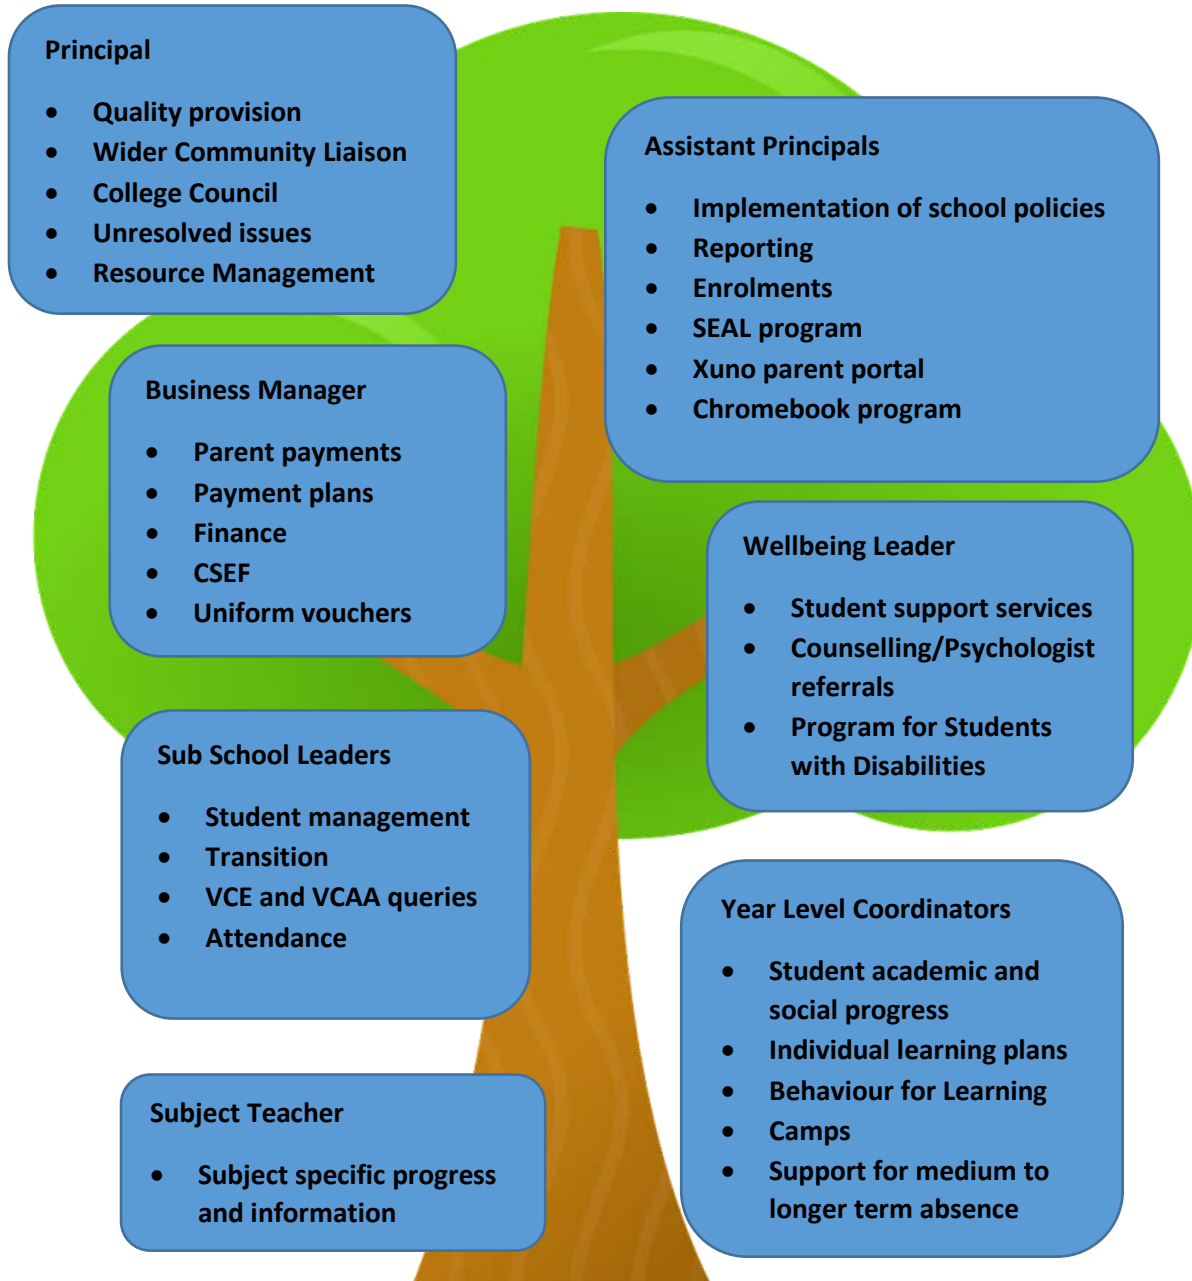 Principal
• Quality provision
• Wider Community Liaison
• College Council
• Unresolved issues
• Resource Management
Assistant Principals
• Implementation of school policies
• Reporting
• Enrolments
• SEAL program
• Xuno parent portal
• Chromebook program
Business Manager
• Parent payments
• Payment plans
• Finance
• CSEF
• Uniform vouchers
Wellbeing Leader
• Student support services
• Counselling/Psychologist
referrals
• Program for Students
with Disabilities
Sub School Leaders
• Student management
• Transition
• VCE and VCAA queries
• Attendance
Year Level Coordinators
• Student academic and
social progress
• Individual learning plans
• Behaviour for Learning
• Camps
• Support for medium to
longer term absence
Subject Teacher
• Subject specific progress
and information